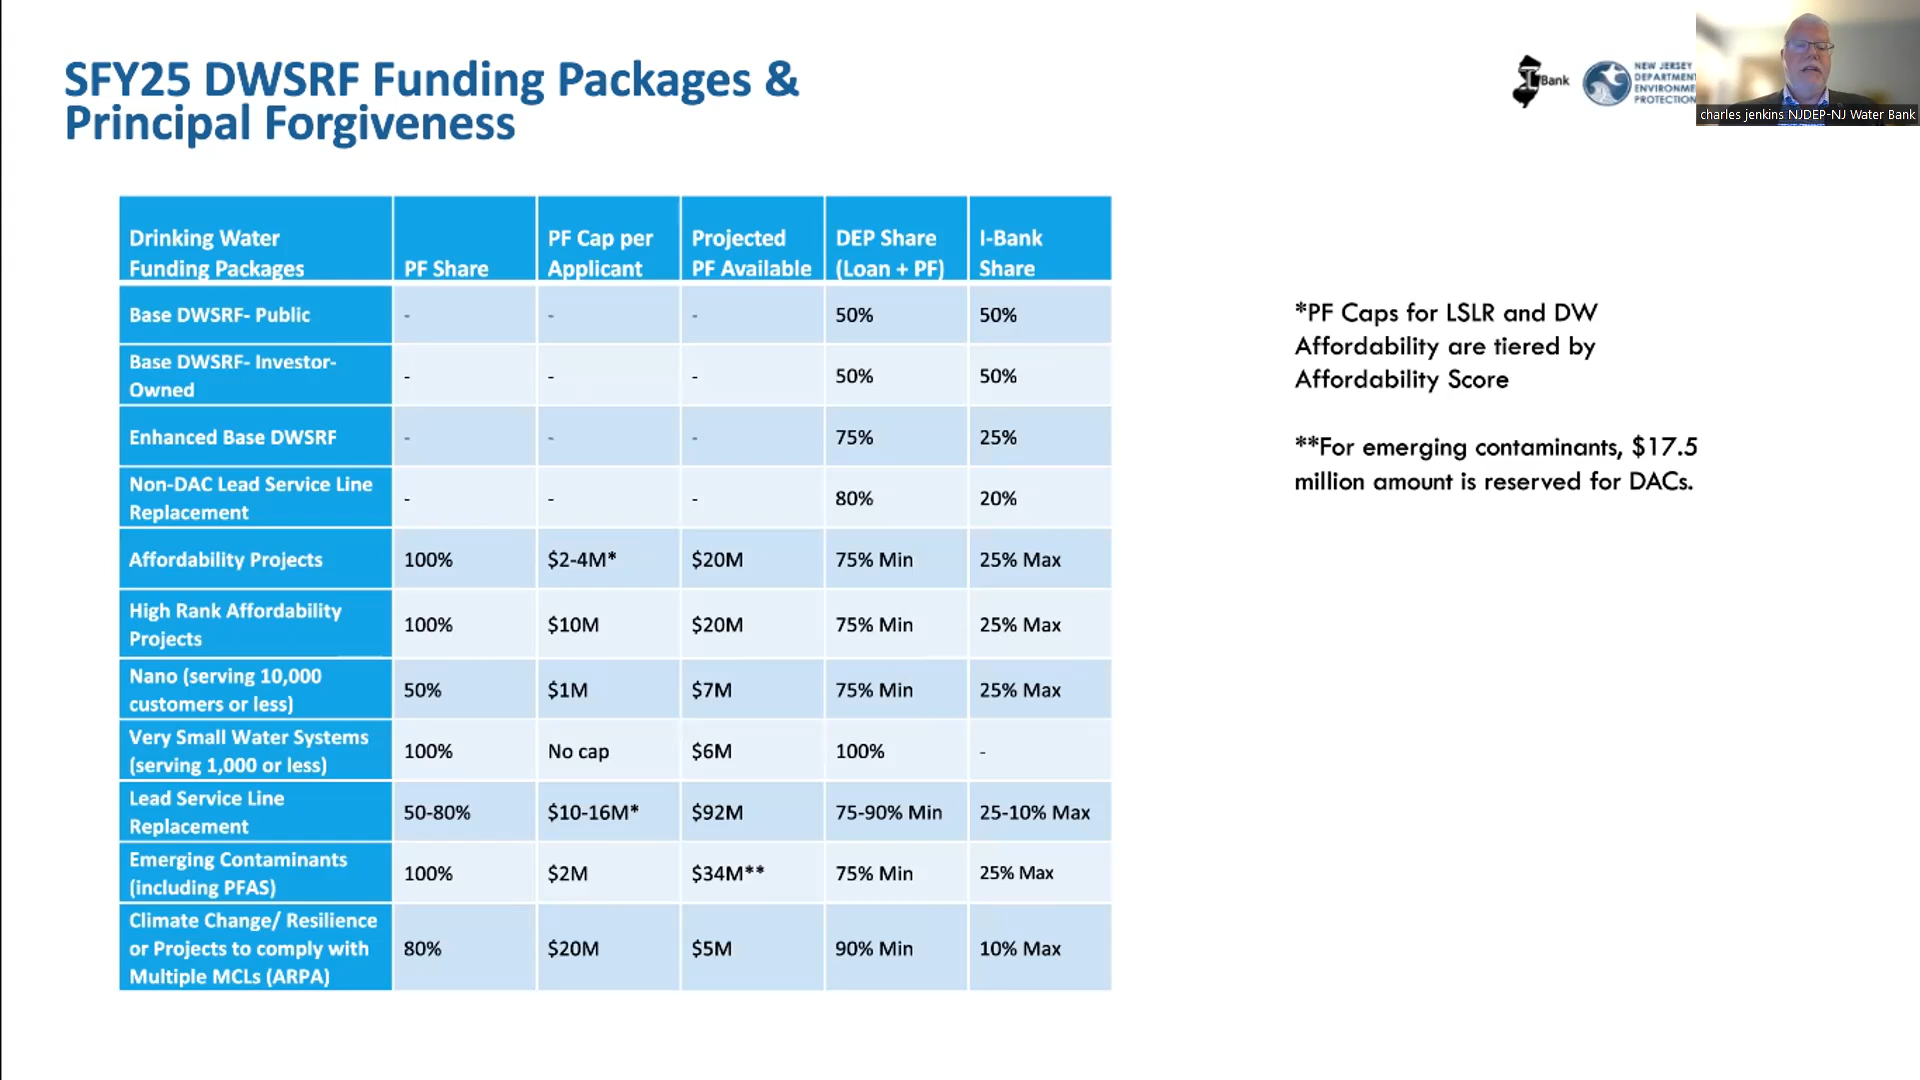 SFY25 DWSRF Funding Packages &
Principal Forgiveness
Bank
NEW JERSEY
DEPARTMENT
ENVIRONME
PROTECTION
charles jenkins NJDEP-NJ Water Bank
Drinking Water
Funding Packages
PF Share
PF Cap per
Applicant
Projected
PF Available
DEP Share
(Loan + PF)
I-Bank
Share
Base DWSRF- Public
-
-
-
50%
50%
Base DWSRF- Investor-
Owned
-
-
-
50%
50%
Enhanced Base DWSRF
-
-
-
75%
25%
Non-DAC Lead Service Line
Replacement
-
-
-
80%
20%
Affordability Projects
100%
$2-4M*
$20M
75% Min
25% Max
High Rank Affordability
Projects
100%
$10M
$20M
75% Min
25% Max
Nano (serving 10,000
customers or less)
50%
$1M
$7M
75% Min
25% Max
Very Small Water Systems
(serving 1,000 or less)
100%
No cap
$6M
100%
-
Lead Service Line
Replacement
50-80%
$10-16M*
$92M
75-90% Min
25-10% Max
Emerging Contaminants
(including PFAS)
100%
$2M
$34M**
75% Min
25% Max
Climate Change/ Resilience
or Projects to comply with
Multiple MCLs (ARPA)
80%
$20M
$5M
90% Min
10% Max
*PF Caps for LSLR and DW
Affordability are tiered by
Affordability Score
**For emerging contaminants, $17.5
million amount is reserved for DACs.